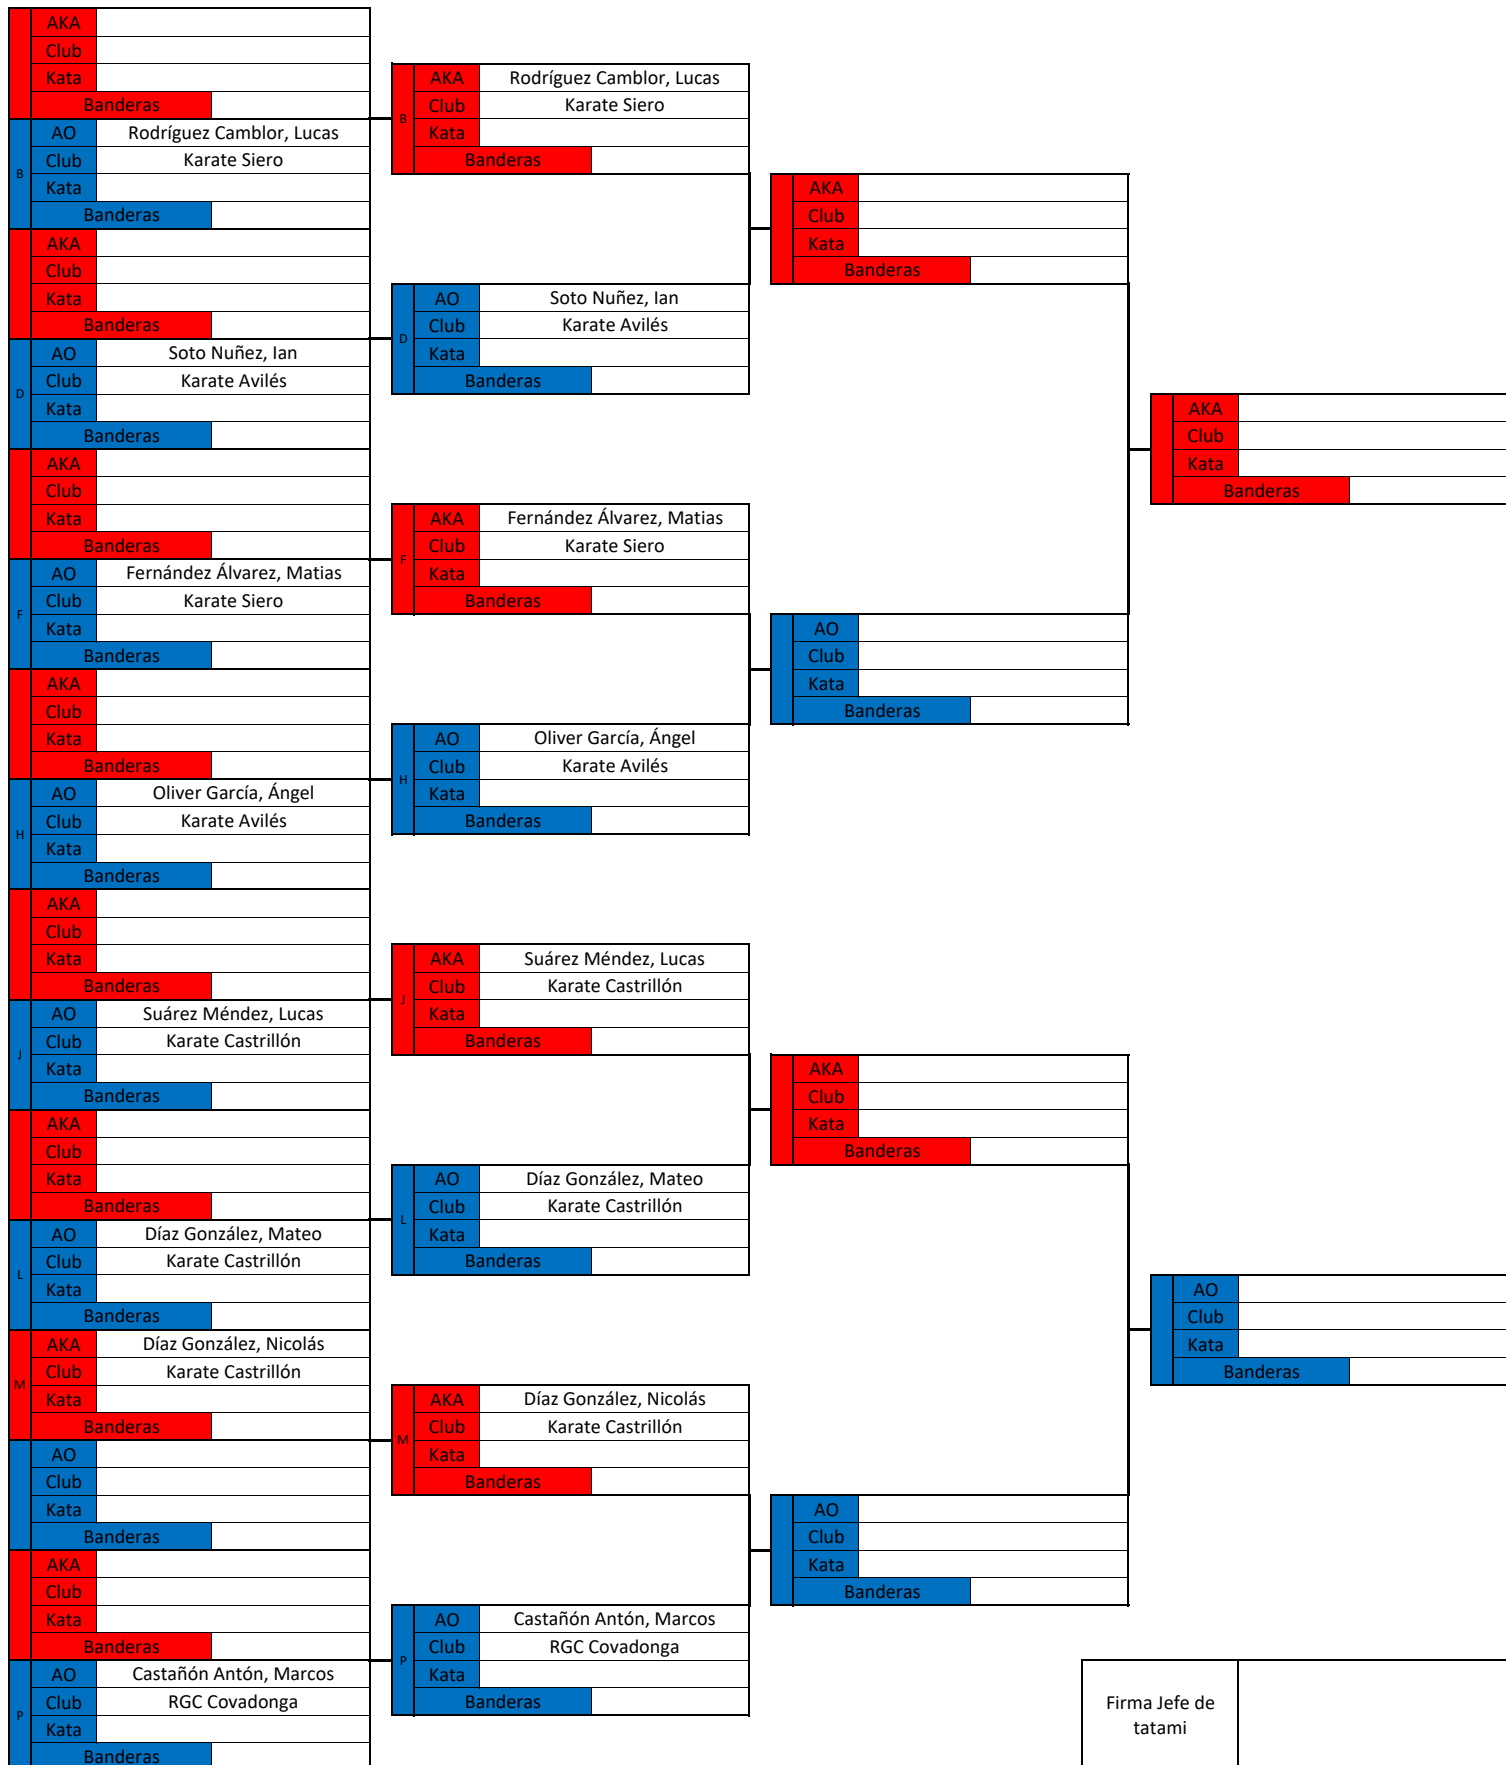 AKA
Club
Kata
Banderas
B
AO Rodríguez Camblor, Lucas
Club Karate Siero
Kata
Banderas
AKA
Club
Kata
Banderas
D
AO Soto Nuñez, Ian
Club Karate Avilés
Kata
Banderas
AKA
Club
Kata
Banderas
F
AO Fernández Álvarez, Matias
Club Karate Siero
Kata
Banderas
AKA
Club
Kata
Banderas
H
AO Oliver García, Ángel
Club Karate Avilés
Kata
Banderas
AKA
Club
Kata
Banderas
J
AO Suárez Méndez, Lucas
Club Karate Castrillón
Kata
Banderas
AKA
Club
Kata
Banderas
L
AO Díaz González, Mateo
Club Karate Castrillón
Kata
Banderas
M
AKA Díaz González, Nicolás
Club Karate Castrillón
Kata
Banderas
AO
Club
Kata
Banderas
AKA
Club
Kata
Banderas
P
AO Castañón Antón, Marcos
Club RGC Covadonga
Kata
Banderas
B
AKA Rodríguez Camblor, Lucas
Club Karate Siero
Kata
Banderas
D
AO Soto Nuñez, Ian
Club Karate Avilés
Kata
Banderas
F
AKA Fernández Álvarez, Matias
Club Karate Siero
Kata
Banderas
H
AO Oliver García, Ángel
Club Karate Avilés
Kata
Banderas
J
AKA Suárez Méndez, Lucas
Club Karate Castrillón
Kata
Banderas
L
AO Díaz González, Mateo
Club Karate Castrillón
Kata
Banderas
M
AKA Díaz González, Nicolás
Club Karate Castrillón
Kata
Banderas
P
AO Castañón Antón, Marcos
Club RGC Covadonga
Kata
Banderas
AKA
Club
Kata
Banderas
AO
Club
Kata
Banderas
AKA
Club
Kata
Banderas
AO
Club
Kata
Banderas
AKA
Club
Kata
Banderas
AO
Club
Kata
Banderas
Firma Jefe de
tatami